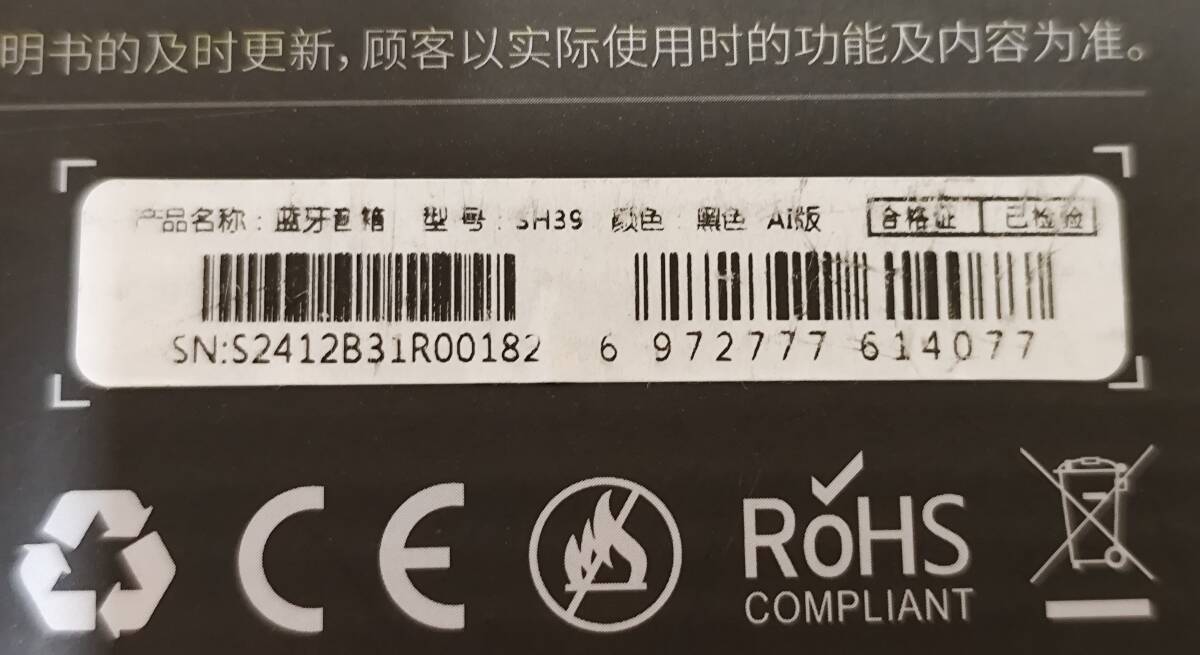 明书的及时更新，顾客以实际使用时的功能及内容为准。
产品名称：蓝牙音箱 型号：SH39 颜色：黑色 AI版 合格证 已检验
SN:S2412B31R00182 6 972777 614077
CE RoHS
COMPLIANT